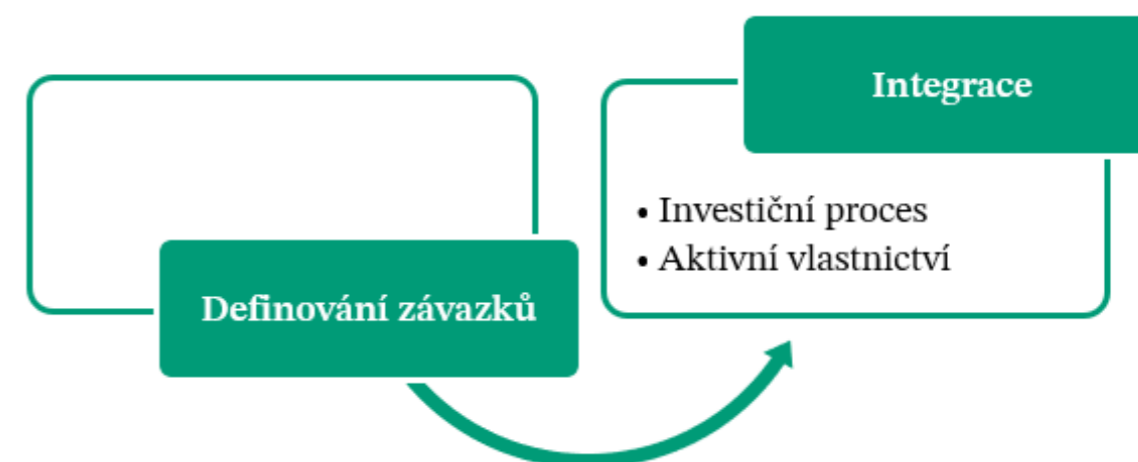 Definování závazků
Integrace
• Investiční proces
• Aktivní vlastnictví